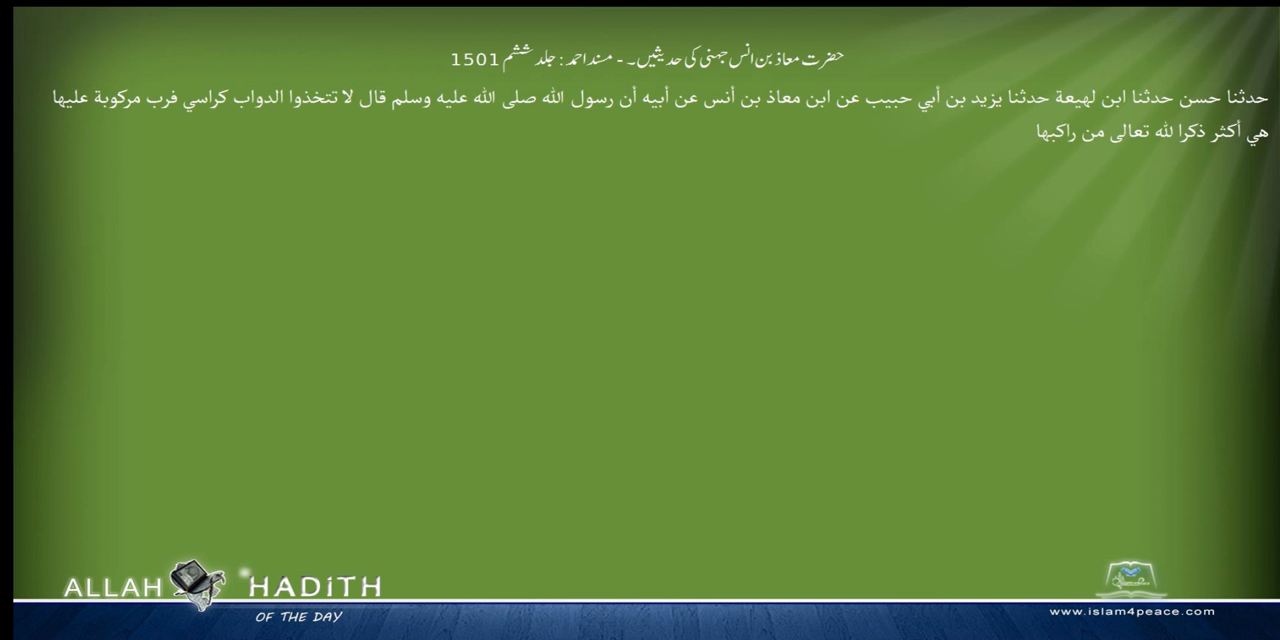 حضرت معاذ بن انس جہنی کی حدیثیں۔ - مسند احمد : جلد ششم 1501
حدثنا حسن حدثنا ابن لهيعة حدثنا يزيد بن أبي حبيب عن ابن معاذ بن أنس عن أبيه أن رسول الله صلى الله عليه وسلم قال لا تتخذوا الدواب كراسي فرب مركوبة عليها
هي أكثر ذكرا لله تعالى من راكبها
ALLAH HADITH
OF THE DAY
www.islam4peace.com